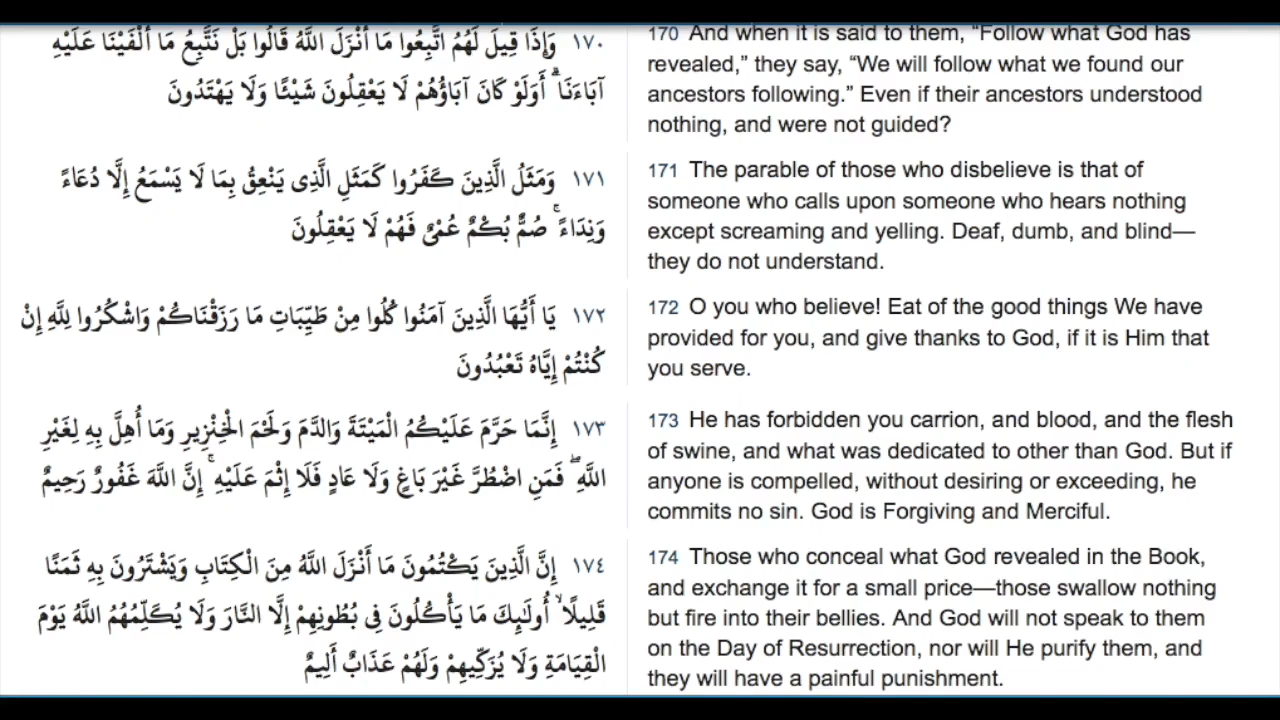 ١٧٠ وَإِذَا قِيلَ لَهُمُ اتَّبِعُوا مَا أَنْزَلَ اللَّهُ قَالُوا بَلْ نَتَّبِعُ مَا أَلْفَيْنَا عَلَيْهِ
آبَاءَنَا ۗ أَوَلَوْ كَانَ آبَاؤُهُمْ لَا يَعْقِلُونَ شَيْئًا وَلَا يَهْتَدُونَ
170 And when it is said to them, “Follow what God has
revealed,” they say, “We will follow what we found our
ancestors following.” Even if their ancestors understood
nothing, and were not guided?
١٧١ وَمَثَلُ الَّذِينَ كَفَرُوا كَمَثَلِ الَّذِى يَنْعِقُ بِمَا لَا يَسْمَعُ إِلَّا دُعَاءً
وَنِدَاءً ۚ صُمٌّ بُكْمٌ عُمْىٌ فَهُمْ لَا يَعْقِلُونَ
171 The parable of those who disbelieve is that of
someone who calls upon someone who hears nothing
except screaming and yelling. Deaf, dumb, and blind—
they do not understand.
١٧٢ يَا أَيُّهَا الَّذِينَ آمَنُوا كُلُوا مِنْ طَيِّبَاتِ مَا رَزَقْنَاكُمْ وَاشْكُرُوا لِلَّهِ إِنْ
كُنْتُمْ إِيَّاهُ تَعْبُدُونَ
172 O you who believe! Eat of the good things We have
provided for you, and give thanks to God, if it is Him that
you serve.
١٧٣ إِنَّمَا حَرَّمَ عَلَيْكُمُ الْمَيْتَةَ وَالدَّمَ وَلَحْمَ الْخِنْزِيرِ وَمَا أُهِلَّ بِهِ لِغَيْرِ
اللَّهِ ۖ فَمَنِ اضْطُرَّ غَيْرَ بَاغٍ وَلَا عَادٍ فَلَا إِثْمَ عَلَيْهِ ۚ إِنَّ اللَّهَ غَفُورٌ رَحِيمٌ
173 He has forbidden you carrion, and blood, and the flesh
of swine, and what was dedicated to other than God. But if
anyone is compelled, without desiring or exceeding, he
commits no sin. God is Forgiving and Merciful.
١٧٤ إِنَّ الَّذِينَ يَكْتُمُونَ مَا أَنْزَلَ اللَّهُ مِنَ الْكِتَابِ وَيَشْتَرُونَ بِهِ ثَمَنًا
قَلِيلًا ۙ أُولَـٰئِكَ مَا يَأْكُلُونَ فِى بُطُونِهِمْ إِلَّا النَّارَ وَلَا يُكَلِّمُهُمُ اللَّهُ يَوْمَ
الْقِيَامَةِ وَلَا يُزَكِّيهِمْ وَلَهُمْ عَذَابٌ أَلِيمٌ
174 Those who conceal what God revealed in the Book,
and exchange it for a small price—those swallow nothing
but fire into their bellies. And God will not speak to them
on the Day of Resurrection, nor will He purify them, and
they will have a painful punishment.